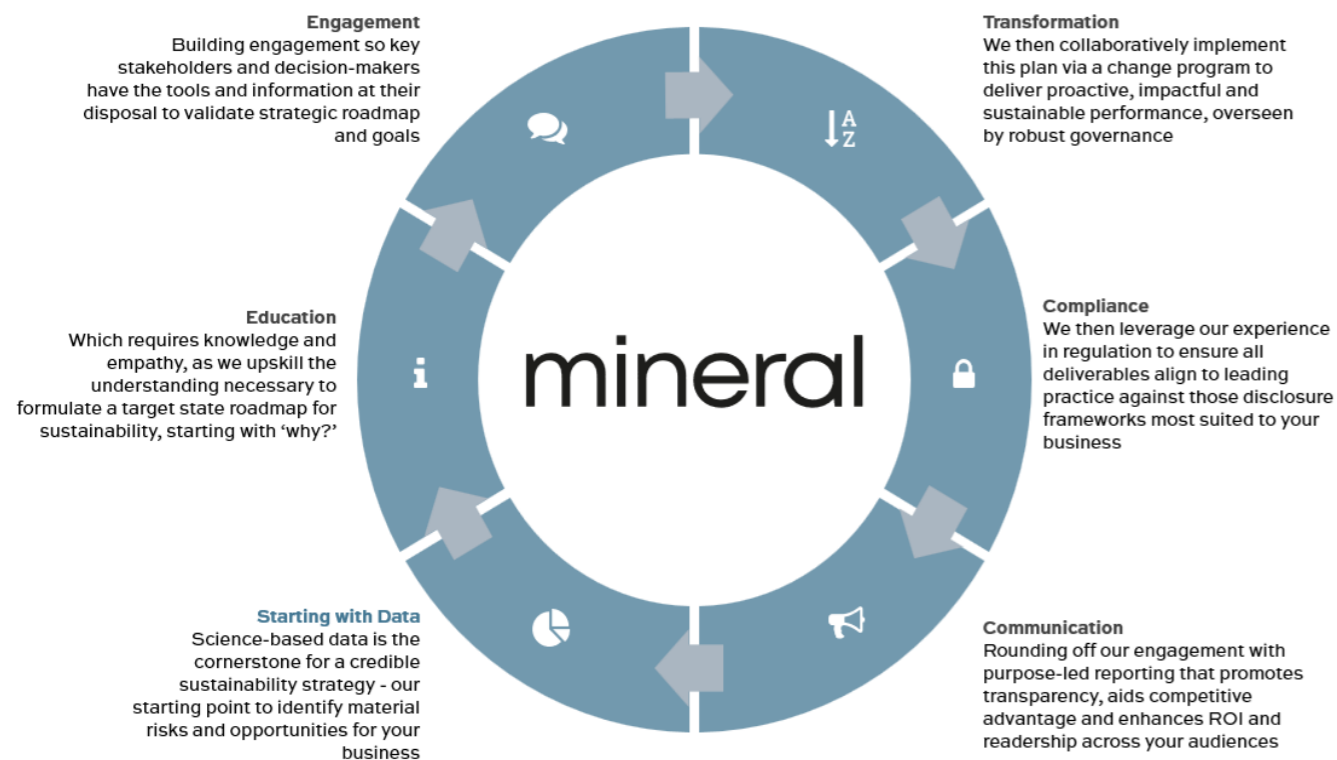 Engagement
Building engagement so key
stakeholders and decision-makers
have the tools and information at their
disposal to validate strategic roadmap
and goals
Transformation
We then collaboratively implement
this plan via a change program to
deliver proactive, impactful and
sustainable performance, overseen
by robust governance
A
Z
Education
Which requires knowledge and
empathy, as we upskill the
understanding necessary to
formulate a target state roadmap for
sustainability, starting with ‘why?’
i
mineral
Compliance
We then leverage our experience
in regulation to ensure all
deliverables align to leading
practice against those disclosure
frameworks most suited to your
business
Starting with Data
Science-based data is the
cornerstone for a credible
sustainability strategy - our
starting point to identify material
risks and opportunities for your
business
Communication
Rounding off our engagement with
purpose-led reporting that promotes
transparency, aids competitive
advantage and enhances ROI and
readership across your audiences